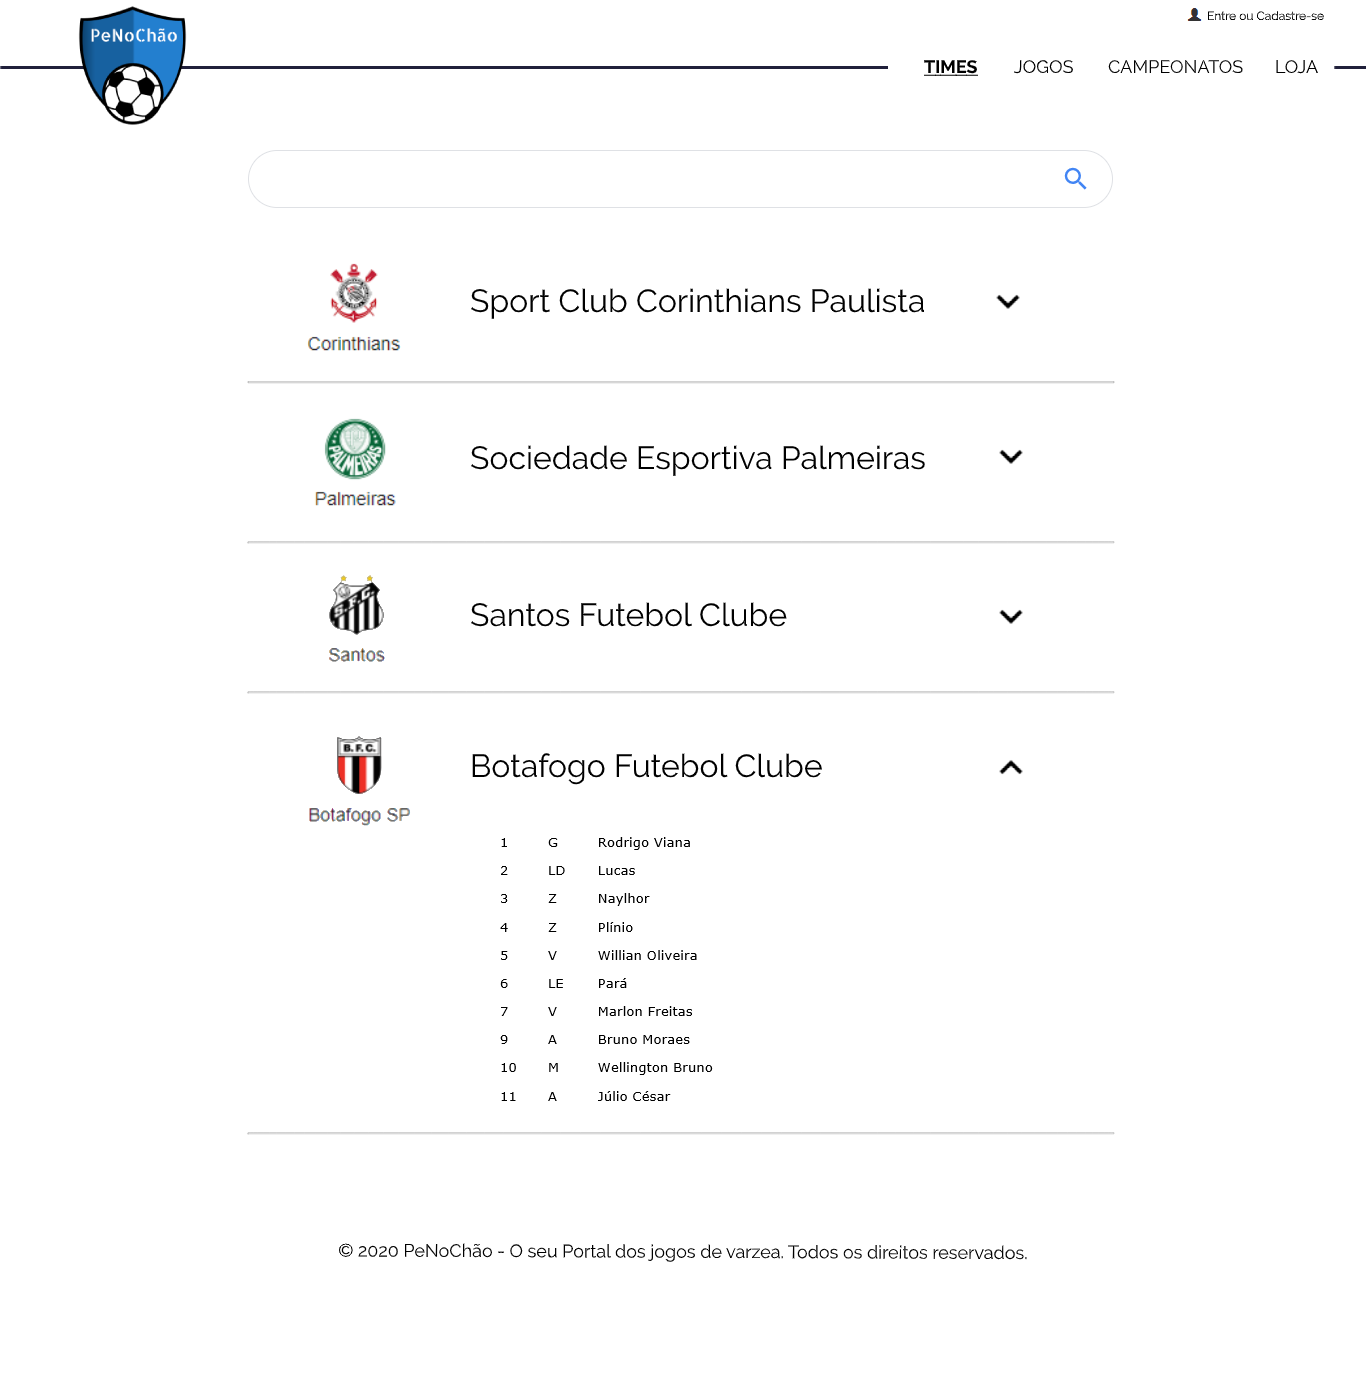 PeNoChão
Entre ou Cadastre-se
TIMES JOGOS CAMPEONATOS LOJA
Sport Club Corinthians Paulista
Corinthians
PALMEIRAS
Sociedade Esportiva Palmeiras
Palmeiras
S.F.C.
Santos Futebol Clube
Santos
B.F.C.
Botafogo Futebol Clube
Botafogo SP
1 G Rodrigo Viana
2 LD Lucas
3 Z Naylhor
4 Z Plínio
5 V Willian Oliveira
6 LE Pará
7 V Marlon Freitas
9 A Bruno Moraes
10 M Wellington Bruno
11 A Júlio César
© 2020 PeNoChão - O seu Portal dos jogos de varzea. Todos os direitos reservados.